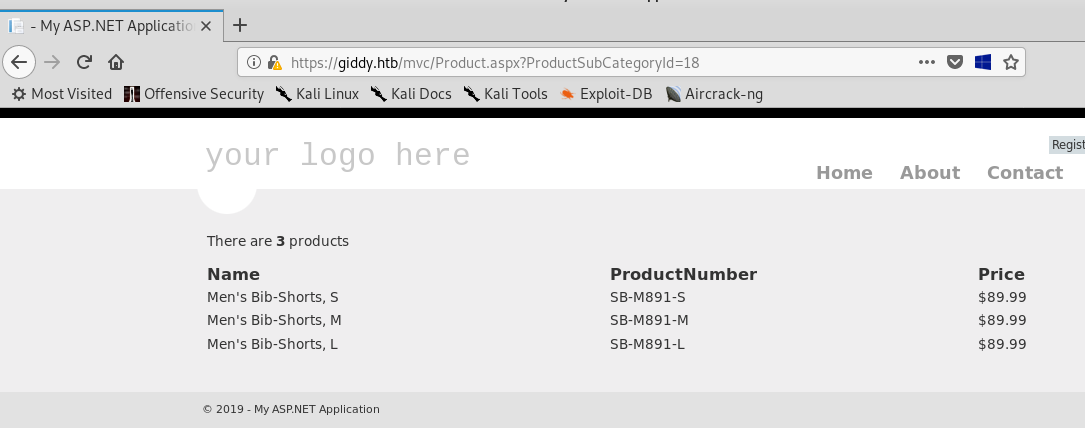 - My ASP.NET Applicatio
https://giddy.htb/mvc/Product.aspx?ProductSubCategoryId=18
Most Visited Offensive Security Kali Linux Kali Docs Kali Tools Exploit-DB Aircrack-ng
your logo here
Regist
Home About Contact
There are 3 products
Name ProductNumber Price
Men's Bib-Shorts, S SB-M891-S $89.99
Men's Bib-Shorts, M SB-M891-M $89.99
Men's Bib-Shorts, L SB-M891-L $89.99
© 2019 - My ASP.NET Application